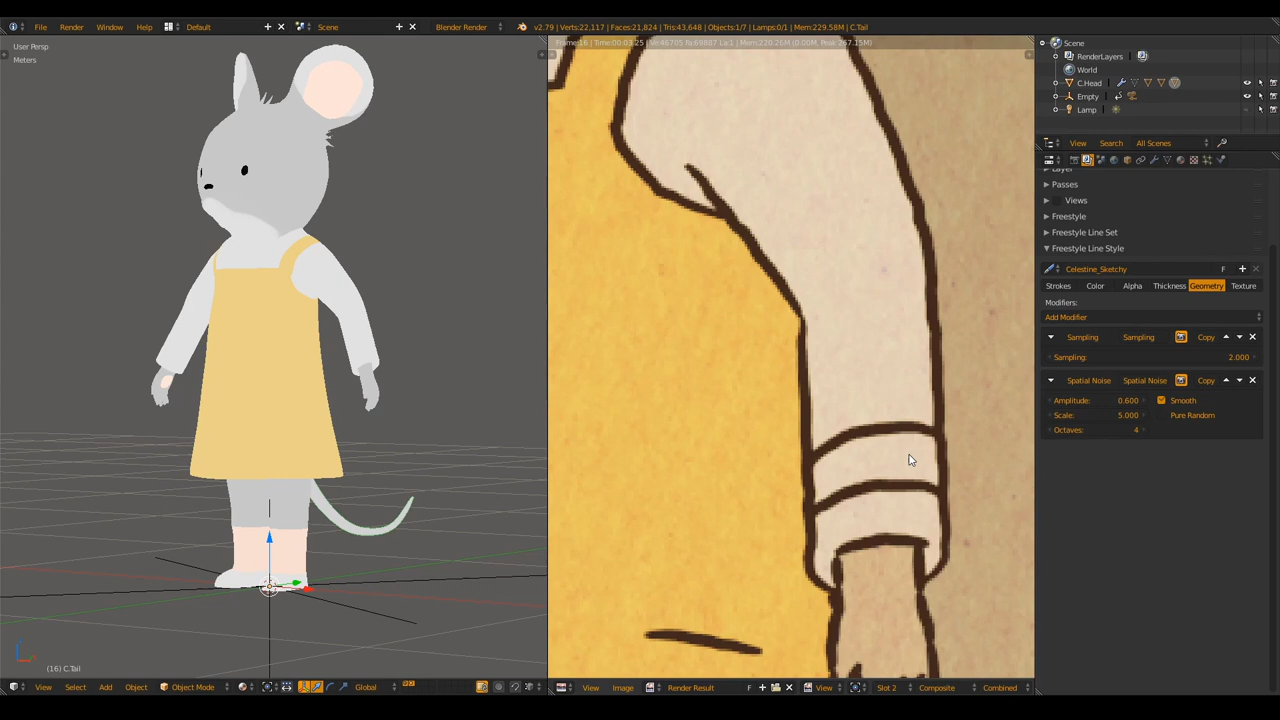 File Render Window Help Default Scene Blender Render v2.79 | Verts:22,117 | Faces:21,824 | Tris:43,648 | Objects:1/7 | Lamps:0/1 | Mem:229.58M | C.Tail
User Persp
Meters
Scene
RenderLayers
World
C.Head
Empty
Lamp
View Search All Scenes
Layer
Passes
Views
Freestyle
Freestyle Line Set
Freestyle Line Style
Celestine_Sketchy F
Strokes Color Alpha Thickness Geometry Texture
Modifiers:
Add Modifier
Sampling Sampling Copy
Sampling: 2.000
Spatial Noise Spatial Noise Copy
Amplitude: 0.600 Smooth
Scale: 5.000 Pure Random
Octaves: 4
(16) C.Tail
View Select Add Object Object Mode Global
View Image Render Result F View Slot 2 Composite Combined